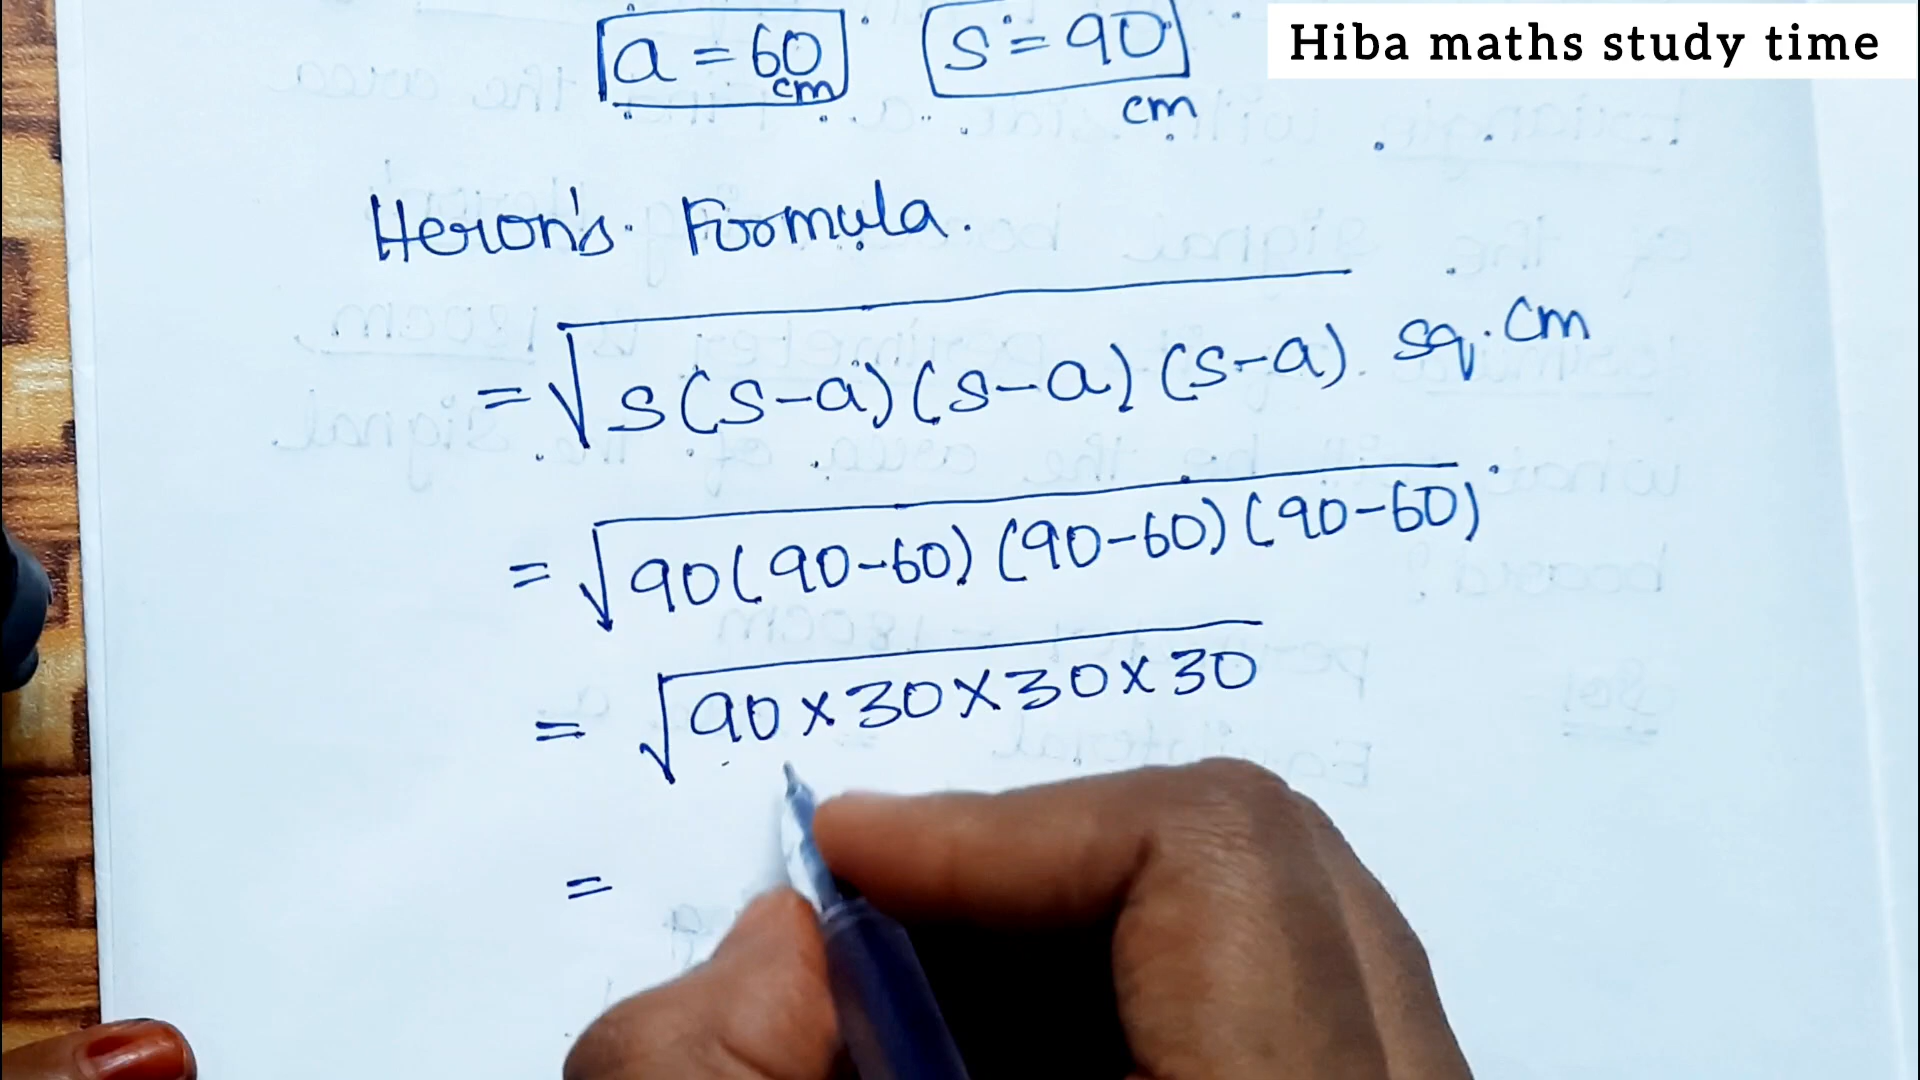 Hiba maths study time
a = 60 cm   s = 90 cm
Heron's Formula.
= √s(s-a)(s-a)(s-a) sq.cm
= √90(90-60)(90-60)(90-60)
= √90×30×30×30
=